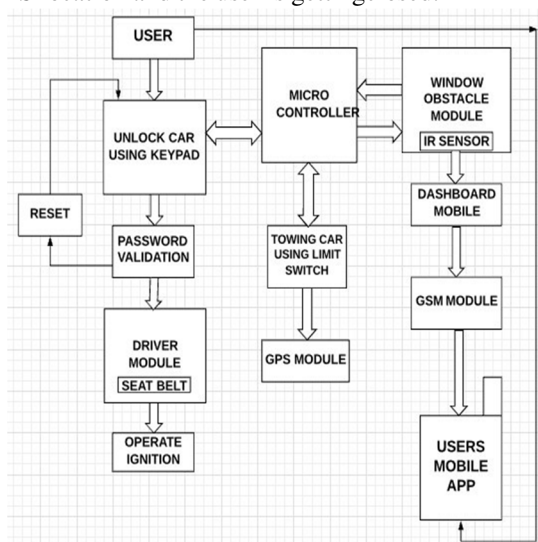 USER
MICRO
CONTROLLER
WINDOW
OBSTACLE
MODULE
IR SENSOR
UNLOCK CAR
USING KEYPAD
RESET
DASHBOARD
MOBILE
PASSWORD
VALIDATION
TOWING CAR
USING LIMIT
SWITCH
GSM MODULE
DRIVER
MODULE
SEAT BELT
GPS MODULE
OPERATE
IGNITION
USERS
MOBILE
APP